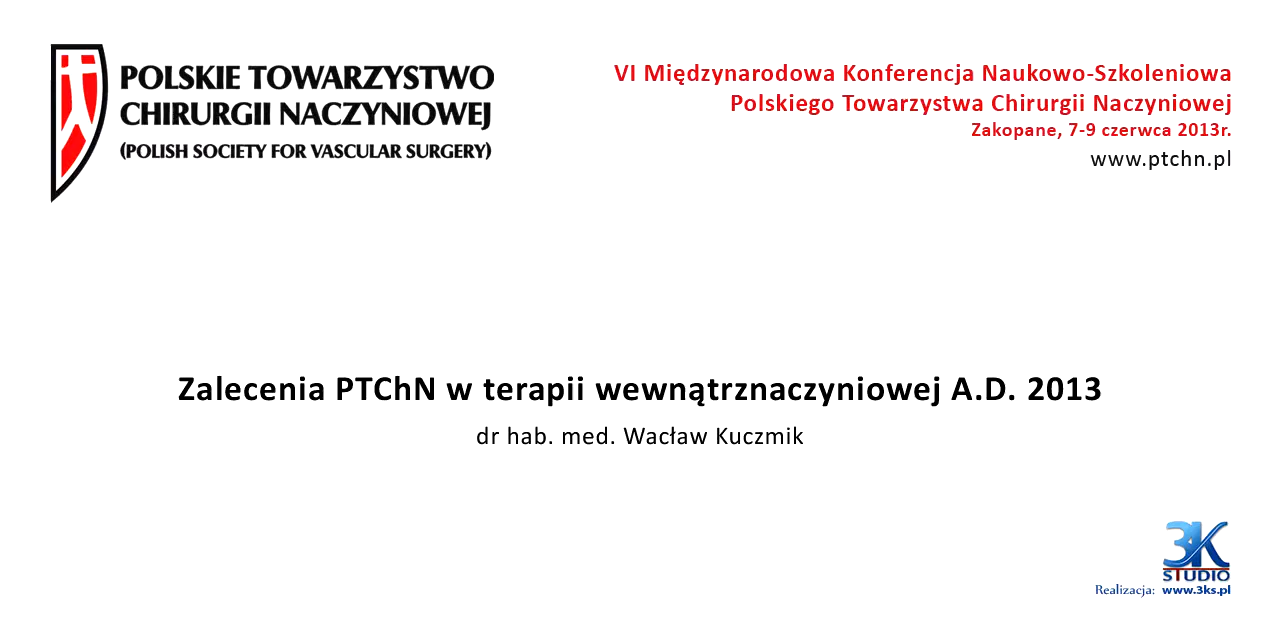 POLSKIE TOWARZYSTWO
CHIRURGII NACZYNIOWEJ
(POLISH SOCIETY FOR VASCULAR SURGERY)
VI Międzynarodowa Konferencja Naukowo-Szkoleniowa
Polskiego Towarzystwa Chirurgii Naczyniowej
Zakopane, 7-9 czerwca 2013r.
www.ptchn.pl
Zalecenia PTChN w terapii wewnątrznaczyniowej A.D. 2013
dr hab. med. Wacław Kuczmik
3K
STUDIO
Realizacja: www.3ks.pl